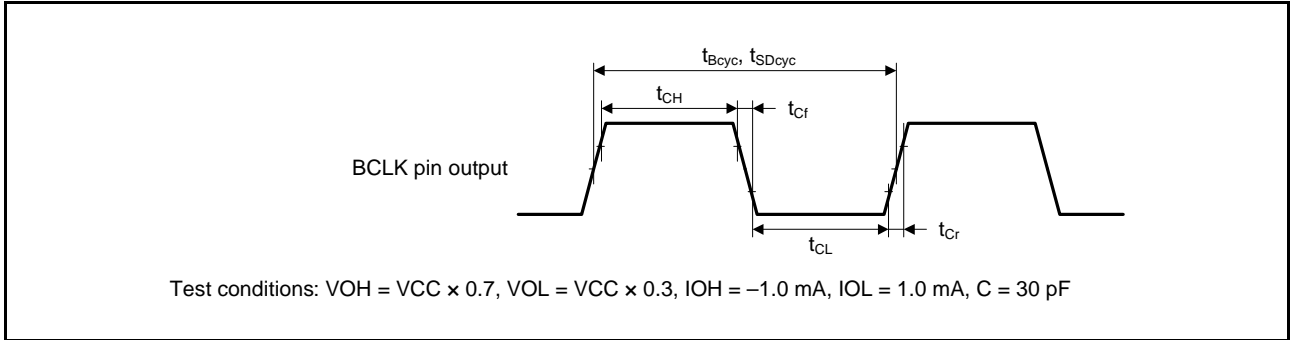 tBcyc, tSDcyc
tCH
tCf
BCLK pin output
tCL
tCr
Test conditions: VOH = VCC × 0.7, VOL = VCC × 0.3, IOH = –1.0 mA, IOL = 1.0 mA, C = 30 pF